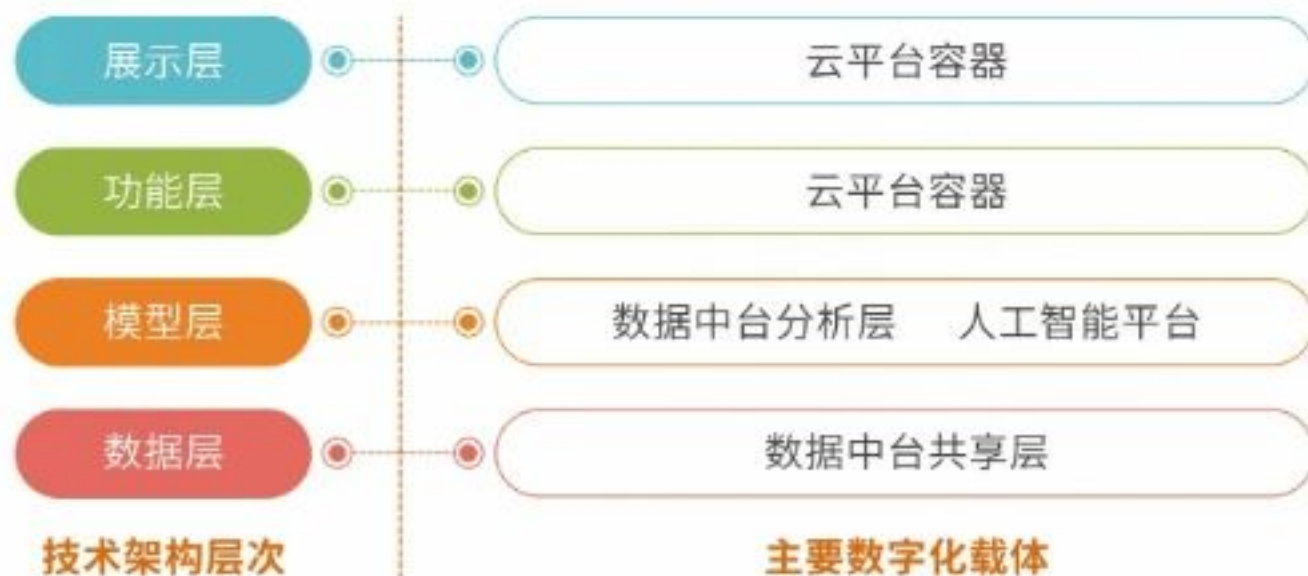 展示层 云平台容器
功能层 云平台容器
模型层 数据中台分析层 人工智能平台
数据层 数据中台共享层
技术架构层次 主要数字化载体